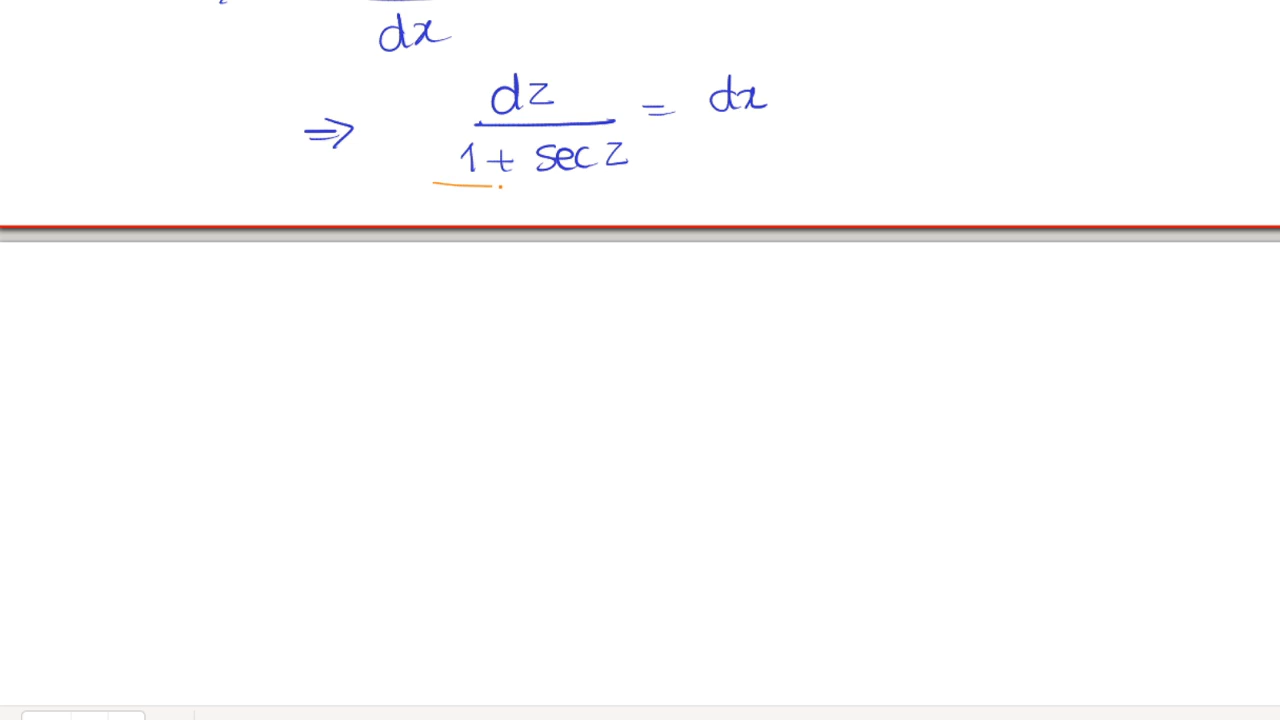 dx
⇒ dz / 1 + sec z = dx